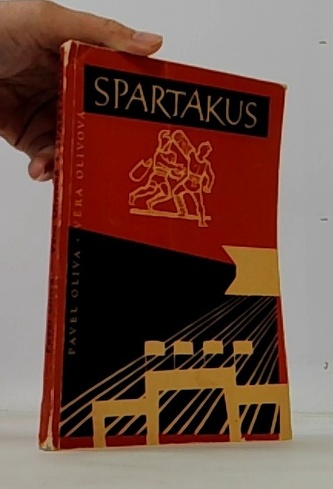 SPARTAKUS
PAVEL OLIVA · VĚRA OLIVOVÁ